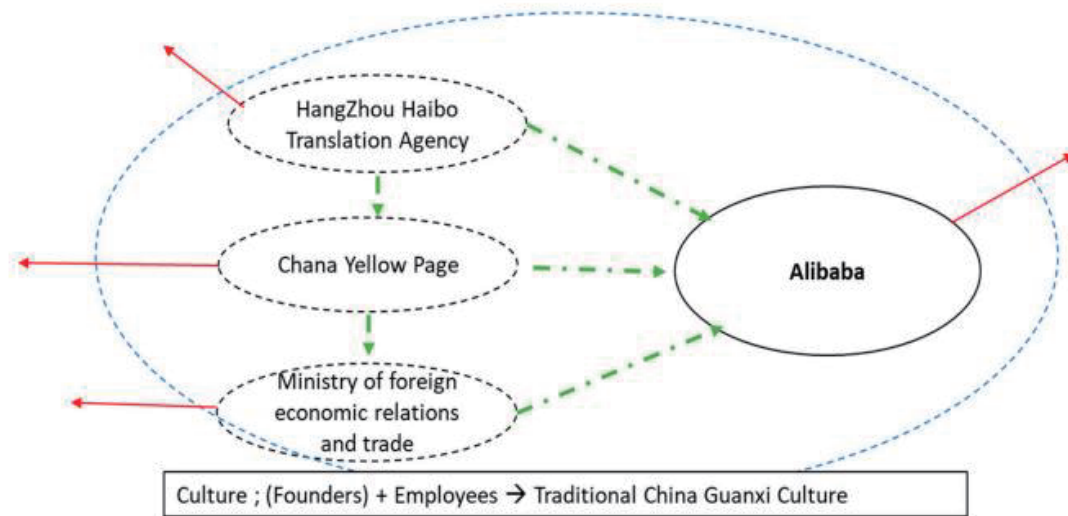 HangZhou Haibo
Translation Agency
Chana Yellow Page
Alibaba
Ministry of foreign
economic relations
and trade
Culture ; (Founders) + Employees → Traditional China Guanxi Culture